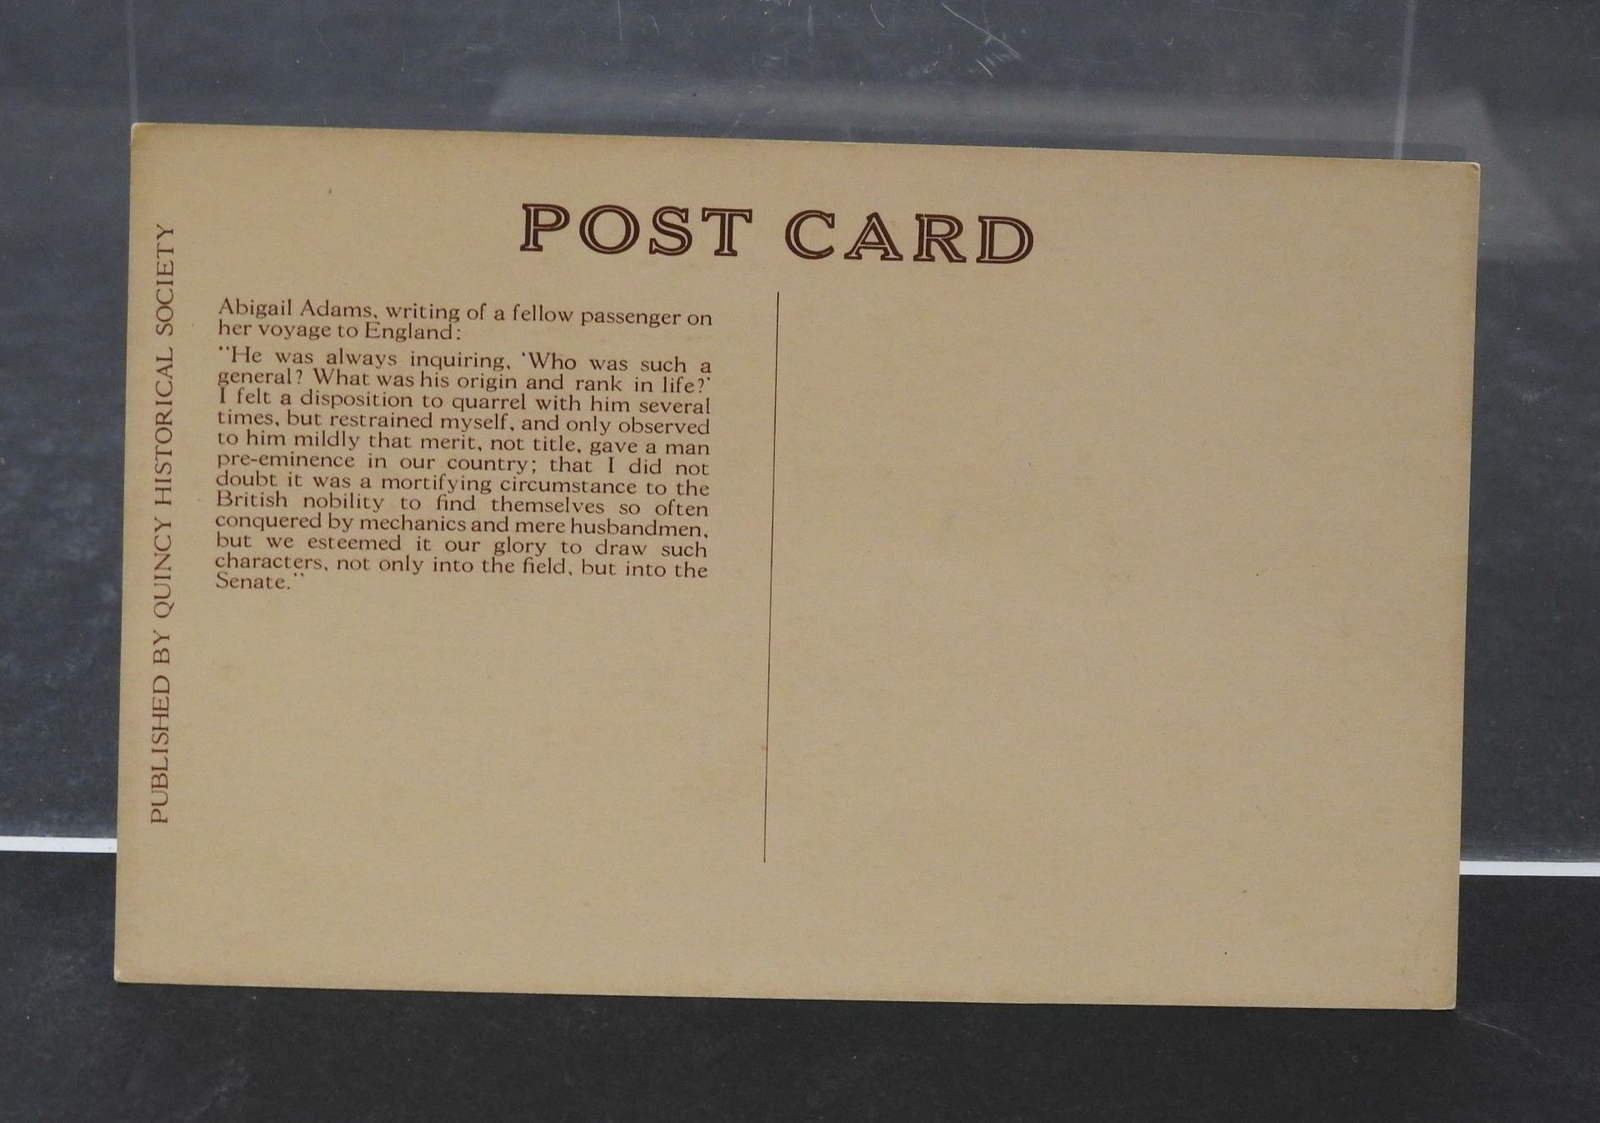 POST CARD
PUBLISHED BY QUINCY HISTORICAL SOCIETY
Abigail Adams, writing of a fellow passenger on
her voyage to England:
"He was always inquiring, 'Who was such a
general? What was his origin and rank in life?'
I felt a disposition to quarrel with him several
times, but restrained myself, and only observed
to him mildly that merit, not title, gave a man
pre-eminence in our country; that I did not
doubt it was a mortifying circumstance to the
British nobility to find themselves so often
conquered by mechanics and mere husbandmen,
but we esteemed it our glory to draw such
characters, not only into the field, but into the
Senate."